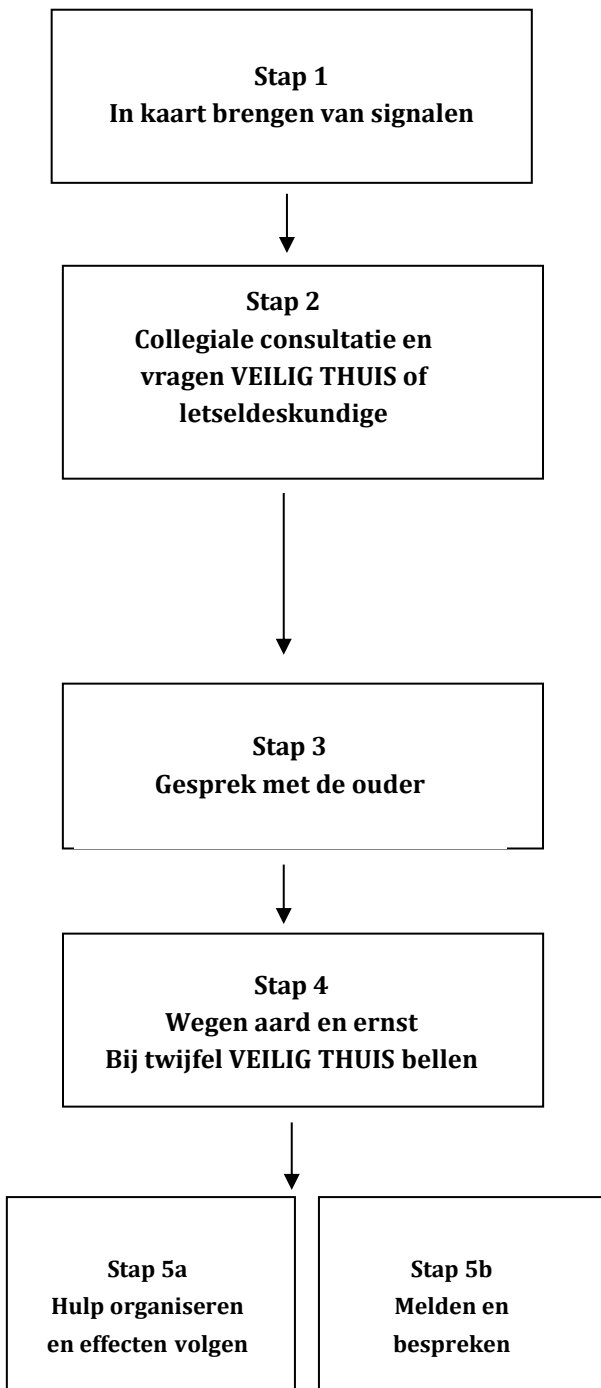 Stap 1
In kaart brengen van signalen
Stap 2
Collegiale consultatie en
vragen VEILIG THUIS of
letseldeskundige
Stap 3
Gesprek met de ouder
Stap 4
Wegen aard en ernst
Bij twijfel VEILIG THUIS bellen
Stap 5a
Hulp organiseren
en effecten volgen
Stap 5b
Melden en
bespreken